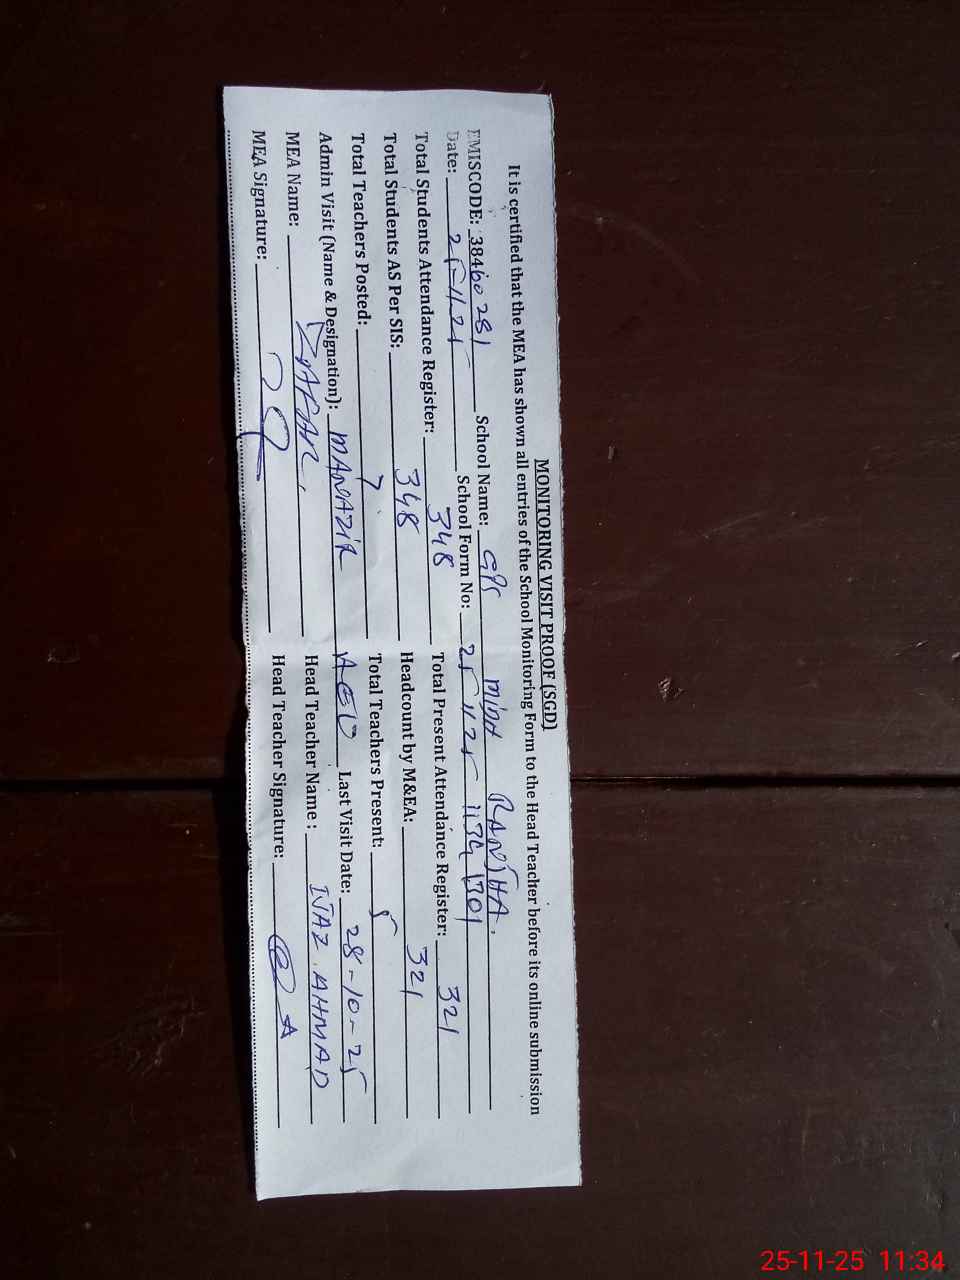 MONITORING VISIT PROOF (SGD)
It is certified that the MEA has shown all entries of the School Monitoring Form to the Head Teacher before its online submission
EMISCODE: 38460281 School Name: GPS MIDH RANJHA.
Date: 25-11-25 School Form No: 25 11 25 1134 1301
Total Students Attendance Register: 348 Total Present Attendance Register: 321
Total Students AS Per SIS: 348 Headcount by M&EA: 321
Total Teachers Posted: 7 Total Teachers Present: 5
Admin Visit (Name & Designation): MANAZIR AEO Last Visit Date: 28-10-25
MEA Name: ZAFAR Head Teacher Name : IJAZ AHMAD
MEA Signature: Head Teacher Signature:
25-11-25 11:34